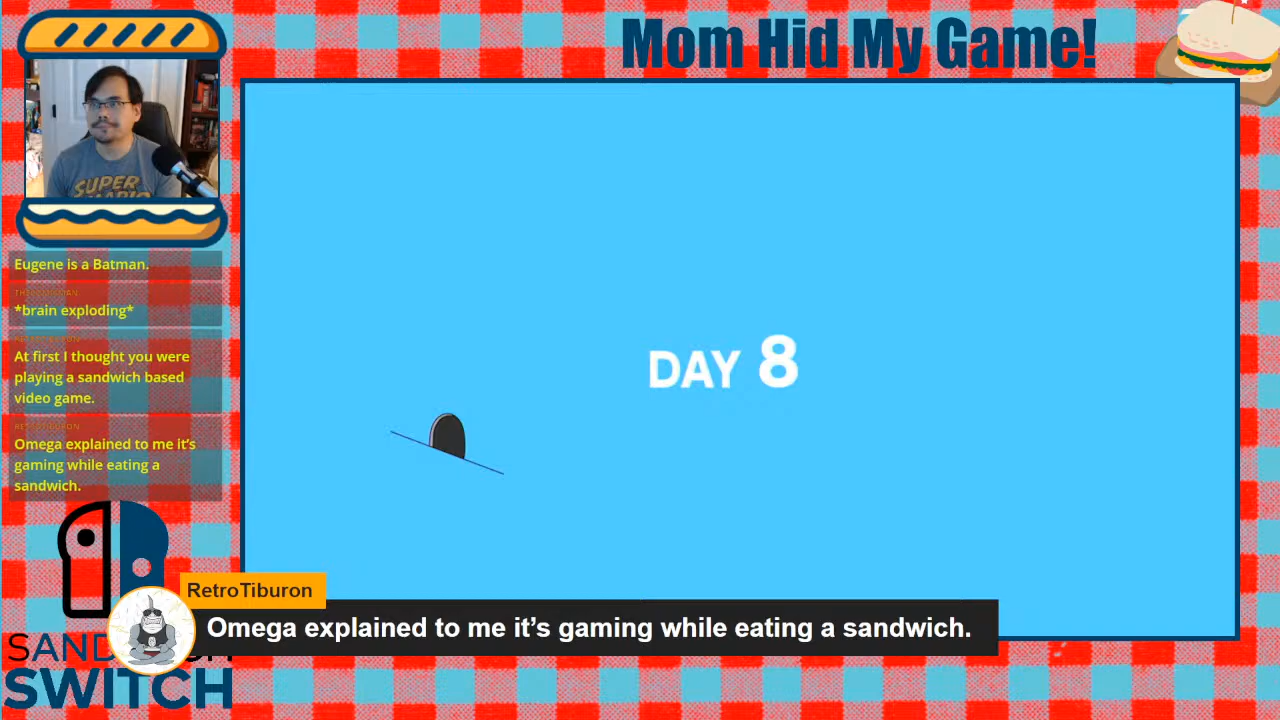 Mom Hid My Game!
SUPER
Eugene is a Batman.
*brain exploding*
At first I thought you were
playing a sandwich based
video game.
RETROTIBURON
Omega explained to me it's
gaming while eating a
sandwich.
DAY 8
RetroTiburon
Omega explained to me it's gaming while eating a sandwich.
SWITCH